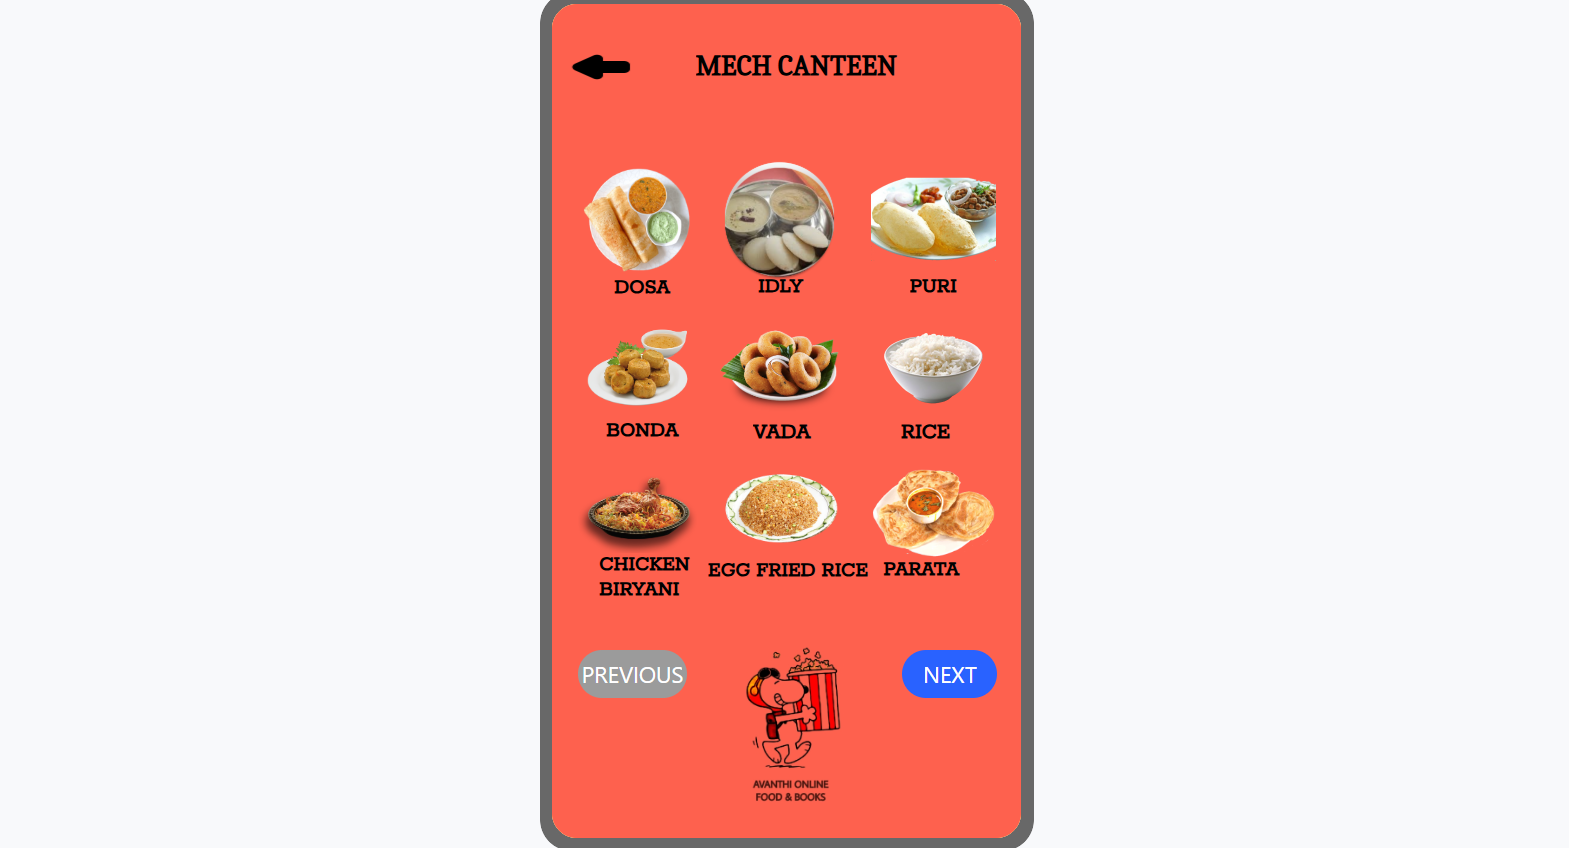 MECH CANTEEN
DOSA
IDLY
PURI
BONDA
VADA
RICE
CHICKEN
BIRYANI
EGG FRIED RICE
PARATA
PREVIOUS
NEXT
AVANTHI ONLINE
FOOD & BOOKS